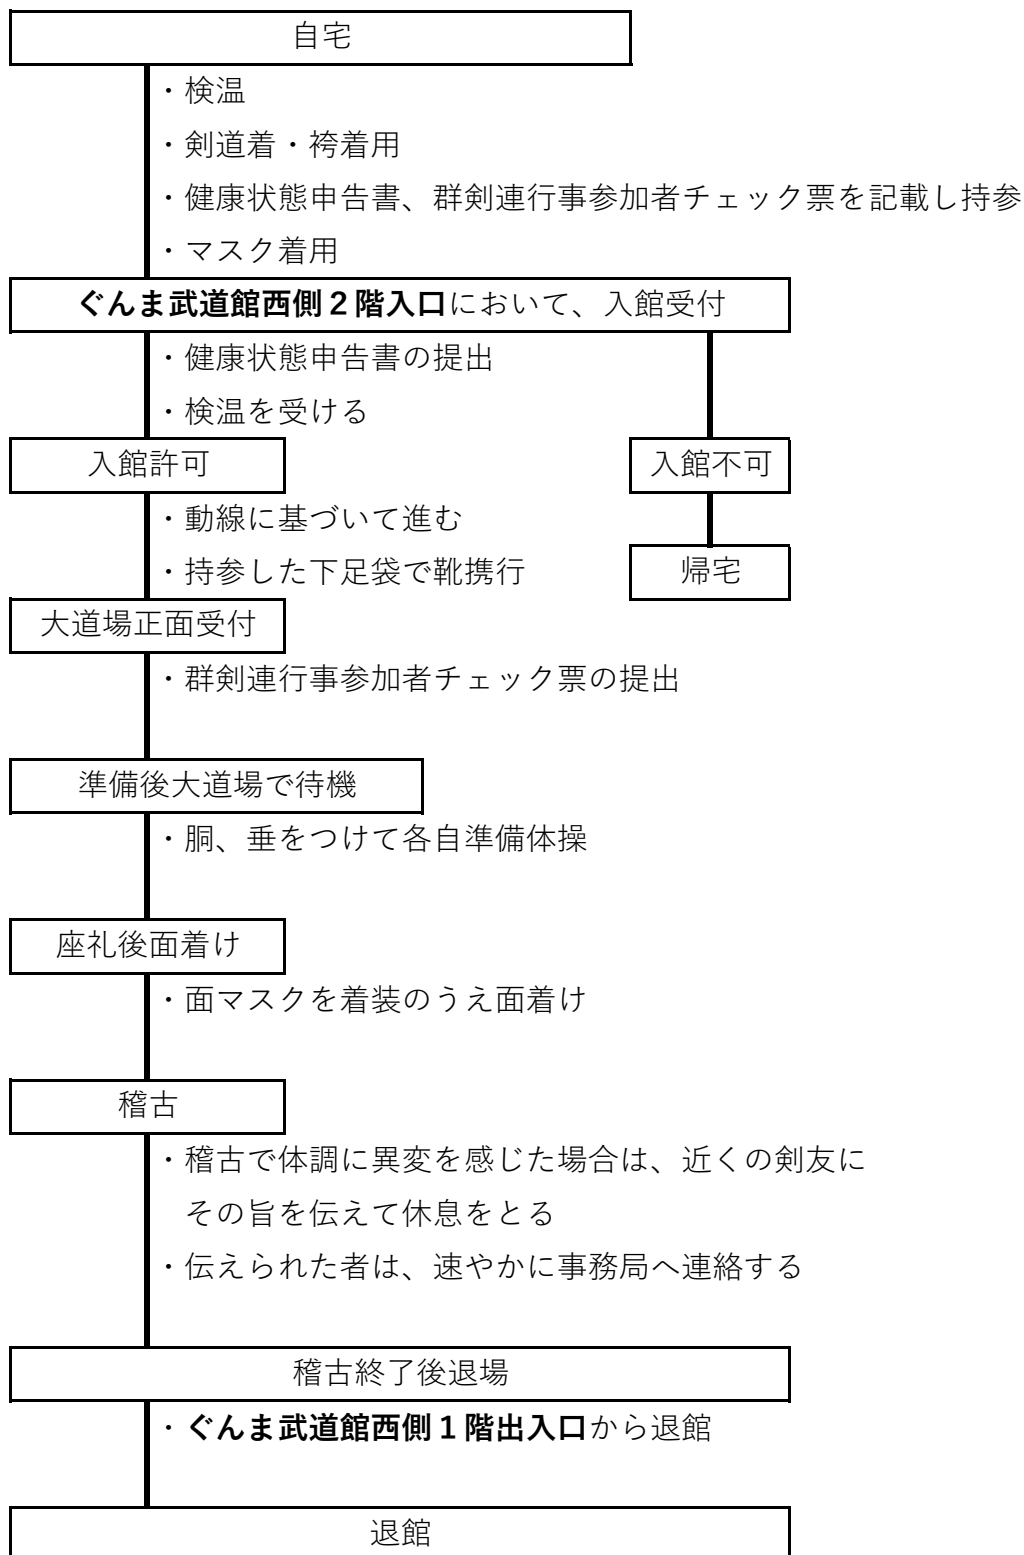 自宅
・検温
・剣道着・袴着用
・健康状態申告書、群剣連行事参加者チェック票を記載し持参
・マスク着用
ぐんま武道館西側２階入口において、入館受付
・健康状態申告書の提出
・検温を受ける
入館許可
入館不可
・動線に基づいて進む
・持参した下足袋で靴携行
帰宅
大道場正面受付
・群剣連行事参加者チェック票の提出
準備後大道場で待機
・胴、垂をつけて各自準備体操
座礼後面着け
・面マスクを着装のうえ面着け
稽古
・稽古で体調に異変を感じた場合は、近くの剣友に
その旨を伝えて休息をとる
・伝えられた者は、速やかに事務局へ連絡する
稽古終了後退場
・ぐんま武道館西側１階出入口から退館
退館